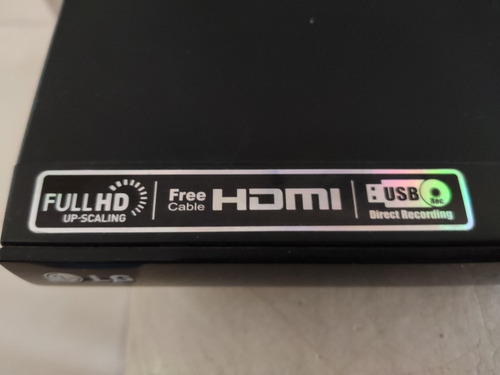 FULL HD
UP-SCALING
Free
Cable
HDMI
USB
Rec
Direct Recording
LG